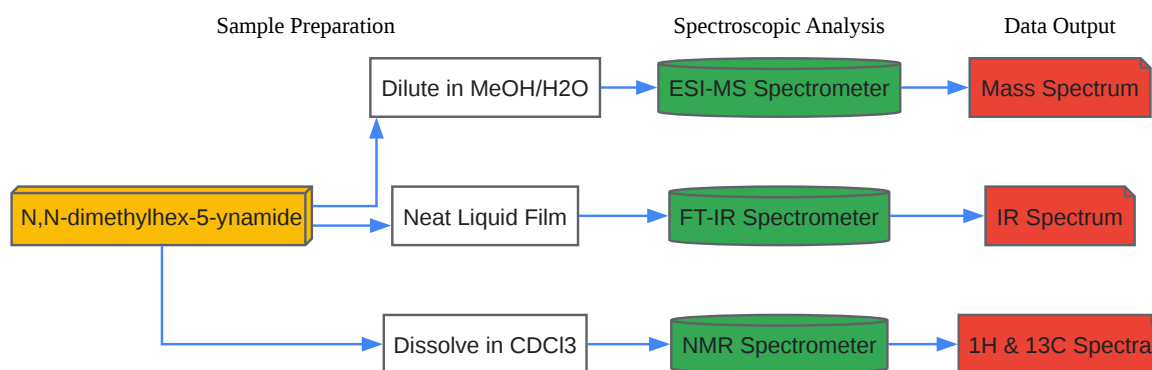 Sample Preparation
Spectroscopic Analysis
Data Output
Dilute in MeOH/H2O
ESI-MS Spectrometer
Mass Spectrum
N,N-dimethylhex-5-ynamide
Neat Liquid Film
FT-IR Spectrometer
IR Spectrum
Dissolve in CDCl3
NMR Spectrometer
1H & 13C Spectra